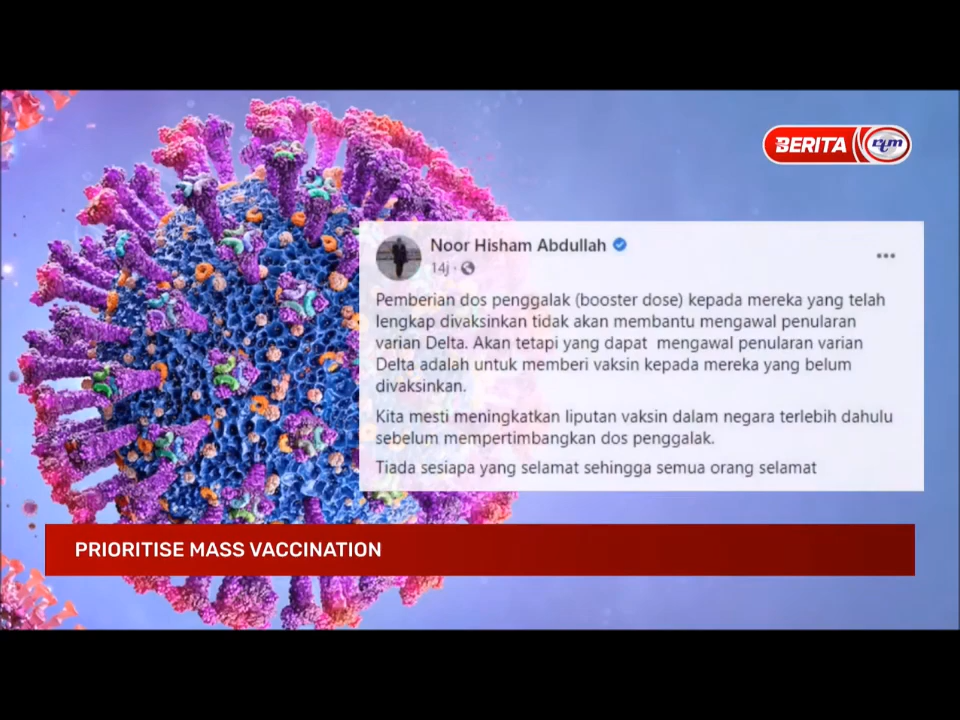 BERITA rtm
Noor Hisham Abdullah
14j
Pemberian dos penggalak (booster dose) kepada mereka yang telah
lengkap divaksinkan tidak akan membantu mengawal penularan
varian Delta. Akan tetapi yang dapat mengawal penularan varian
Delta adalah untuk memberi vaksin kepada mereka yang belum
divaksinkan.
Kita mesti meningkatkan liputan vaksin dalam negara terlebih dahulu
sebelum mempertimbangkan dos penggalak.
Tiada sesiapa yang selamat sehingga semua orang selamat
PRIORITISE MASS VACCINATION